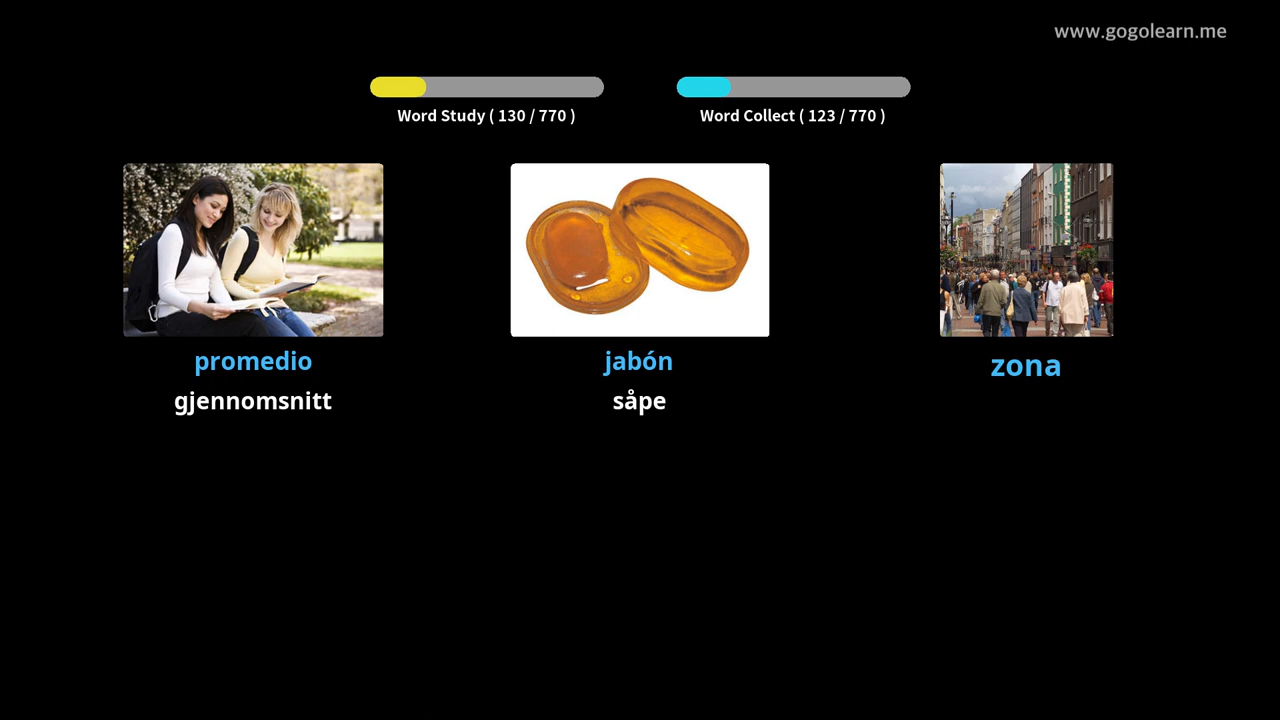 www.gogolearn.me
Word Study ( 130 / 770 )
Word Collect ( 123 / 770 )
promedio
gjennomsnitt
jabón
såpe
zona